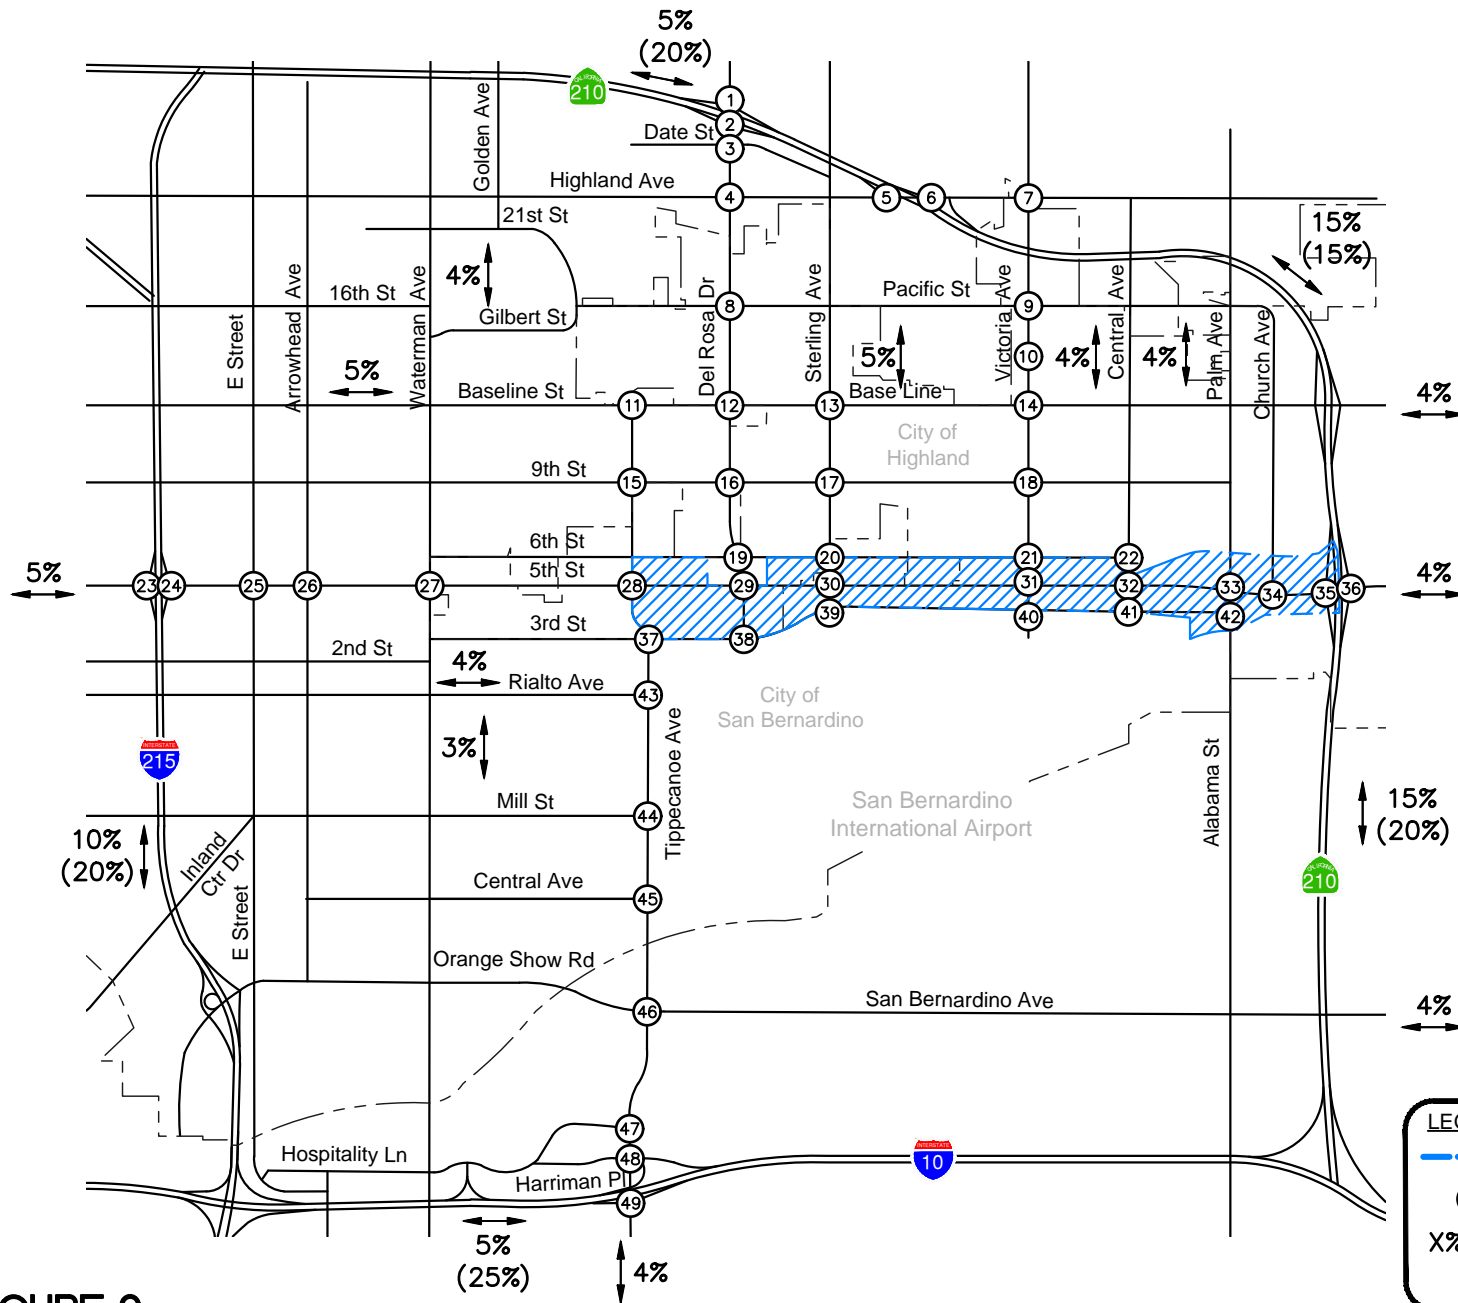 5%
(20%)
CALIFORNIA
210
1
2
Date St
3
Golden Ave
Highland Ave
4
5
6
7
21st St
15%
(15%)
4%
16th St
Gilbert St
E Street
Arrowhead Ave
Waterman Ave
Del Rosa Dr
8
Sterling Ave
Pacific St
Victoria Ave
9
Central Ave
Palm Ave
Church Ave
5%
5%
10
4%
4%
Baseline St
11
12
13
Base Line
14
4%
City of
Highland
9th St
15
16
17
18
6th St
19
20
21
22
5%
23
24
25
26
27
5th St
28
29
30
31
32
33
34
35
36
4%
3rd St
37
38
39
40
41
42
2nd St
4%
Rialto Ave
43
City of
San Bernardino
Tippecanoe Ave
3%
INTERSTATE
215
Mill St
44
San Bernardino
International Airport
Alabama St
15%
(20%)
10%
(20%)
Inland
Ctr Dr
CALIFORNIA
210
Central Ave
45
E Street
Orange Show Rd
46
San Bernardino Ave
4%
47
Hospitality Ln
48
Harriman Pl
49
INTERSTATE
10
5%
(25%)
4%
LE
X%